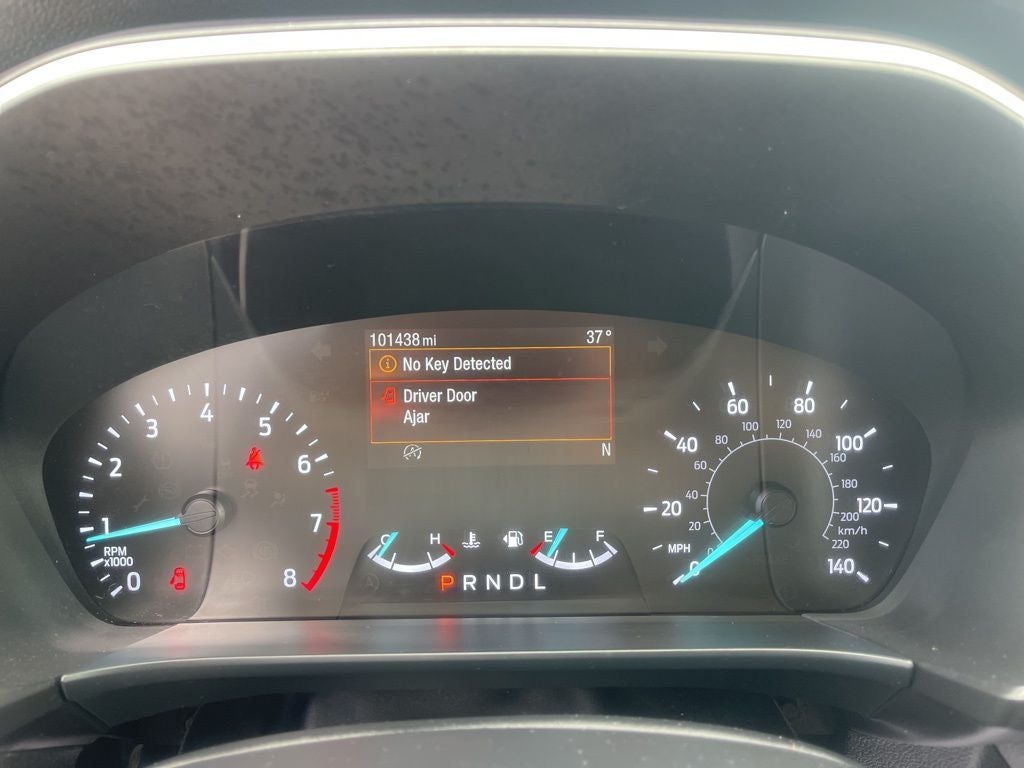 101438 mi 37°
No Key Detected
Driver Door
Ajar
N
0 1 2 3 4 5 6 7 8
RPM
x1000
C H E F
P R N D L
0 20 40 60 80 100 120 140
MPH
0 20 40 60 80 100 120 140 160 180 200 220
km/h